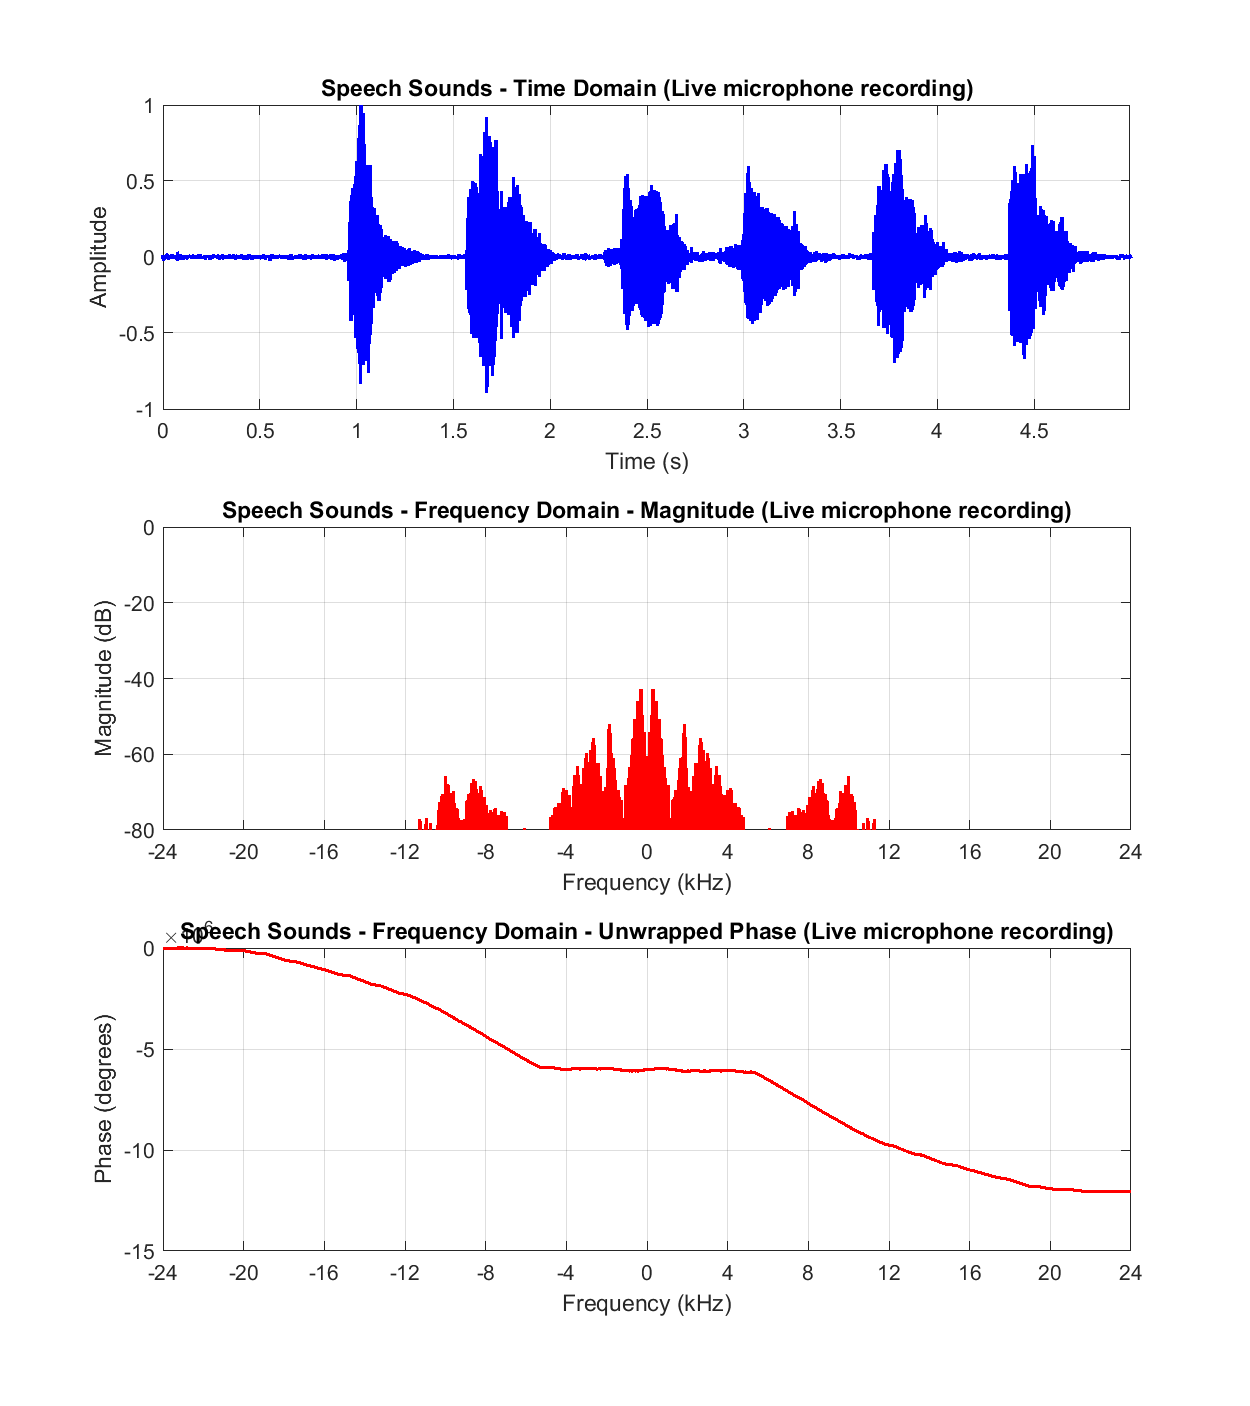 Speech Sounds - Time Domain (Live microphone recording)
1
0.5
0
-0.5
-1
Amplitude
0 0.5 1 1.5 2 2.5 3 3.5 4 4.5
Time (s)
Speech Sounds - Frequency Domain - Magnitude (Live microphone recording)
0
-20
-40
-60
-80
Magnitude (dB)
-24 -20 -16 -12 -8 -4 0 4 8 12 16 20 24
Frequency (kHz)
×10⁶
Speech Sounds - Frequency Domain - Unwrapped Phase (Live microphone recording)
0
-5
-10
-15
Phase (degrees)
-24 -20 -16 -12 -8 -4 0 4 8 12 16 20 24
Frequency (kHz)